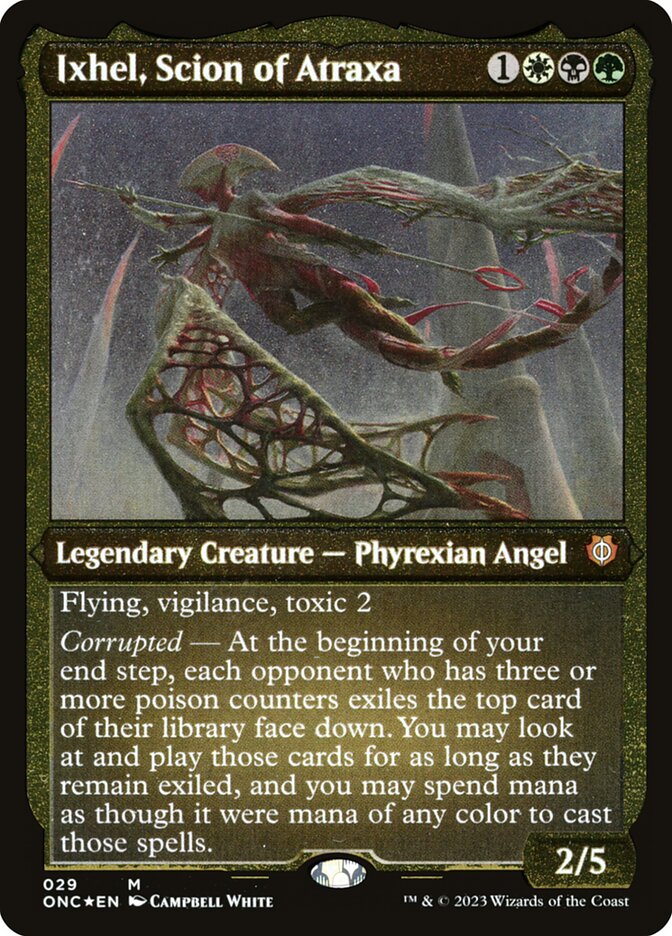 Ixhel, Scion of Atraxa 1
Legendary Creature — Phyrexian Angel
Flying, vigilance, toxic 2
Corrupted — At the beginning of your
end step, each opponent who has three or
more poison counters exiles the top card
of their library face down. You may look
at and play those cards for as long as they
remain exiled, and you may spend mana
as though it were mana of any color to cast
those spells.
2/5
029 M
ONC★EN Campbell White ™ & © 2023 Wizards of the Coast